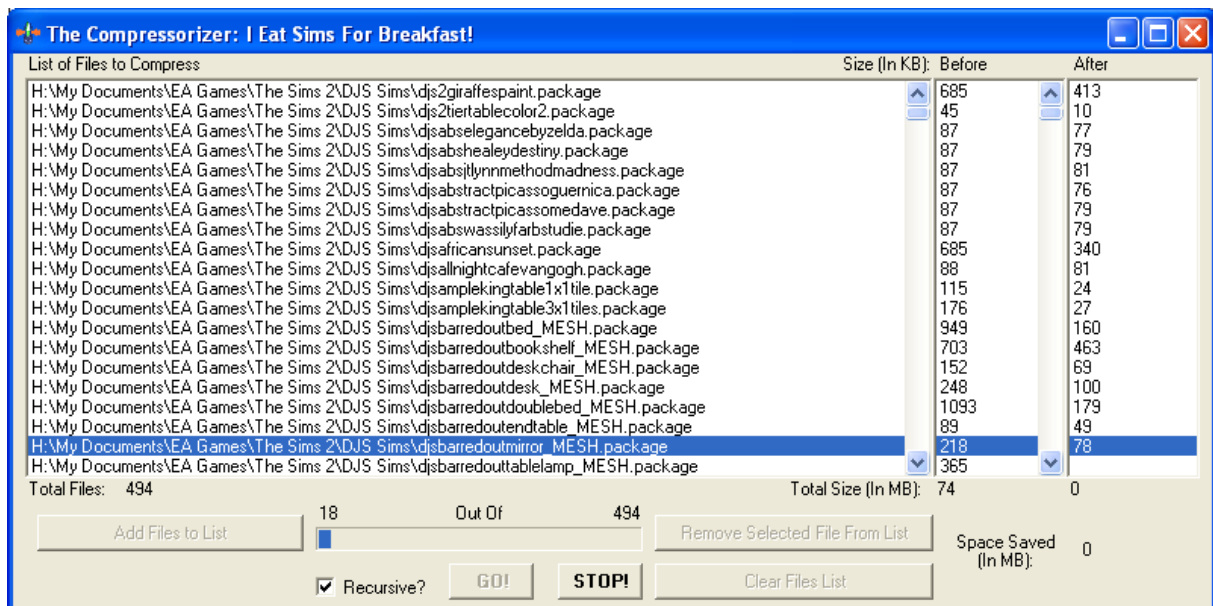 The Compressorizer: I Eat Sims For Breakfast!
List of Files to Compress Size (In KB): Before After
H:\My Documents\EA Games\The Sims 2\DJS Sims\djs2giraffespaint.package 685 413
H:\My Documents\EA Games\The Sims 2\DJS Sims\djs2tiertablecolor2.package 45 10
H:\My Documents\EA Games\The Sims 2\DJS Sims\djsabselegancebyzelda.package 87 77
H:\My Documents\EA Games\The Sims 2\DJS Sims\djsabshealeydestiny.package 87 79
H:\My Documents\EA Games\The Sims 2\DJS Sims\djsabsjtlynnmethodmadness.package 87 81
H:\My Documents\EA Games\The Sims 2\DJS Sims\djsabstractpicassoguernica.package 87 76
H:\My Documents\EA Games\The Sims 2\DJS Sims\djsabstractpicassomedave.package 87 79
H:\My Documents\EA Games\The Sims 2\DJS Sims\djsabswassilyfarbstudie.package 87 79
H:\My Documents\EA Games\The Sims 2\DJS Sims\djsafricansunset.package 685 340
H:\My Documents\EA Games\The Sims 2\DJS Sims\djsallnightcafevangogh.package 88 81
H:\My Documents\EA Games\The Sims 2\DJS Sims\djsamplekingtable1x1tile.package 115 24
H:\My Documents\EA Games\The Sims 2\DJS Sims\djsamplekingtable3x1tiles.package 176 27
H:\My Documents\EA Games\The Sims 2\DJS Sims\djsbarredoutbed_MESH.package 949 160
H:\My Documents\EA Games\The Sims 2\DJS Sims\djsbarredoutbookshelf_MESH.package 703 463
H:\My Documents\EA Games\The Sims 2\DJS Sims\djsbarredoutdeskchair_MESH.package 152 69
H:\My Documents\EA Games\The Sims 2\DJS Sims\djsbarredoutdesk_MESH.package 248 100
H:\My Documents\EA Games\The Sims 2\DJS Sims\djsbarredoutdoublebed_MESH.package 1093 179
H:\My Documents\EA Games\The Sims 2\DJS Sims\djsbarredoutendtable_MESH.package 89 49
H:\My Documents\EA Games\The Sims 2\DJS Sims\djsbarredoutmirror_MESH.package 218 78
H:\My Documents\EA Games\The Sims 2\DJS Sims\djsbarredouttablelamp_MESH.package 365
Total Files: 494 Total Size (In MB): 74 0
18 Out Of 494
Add Files to List Remove Selected File From List
Space Saved (In MB): 0
Recursive? GO! STOP! Clear Files List